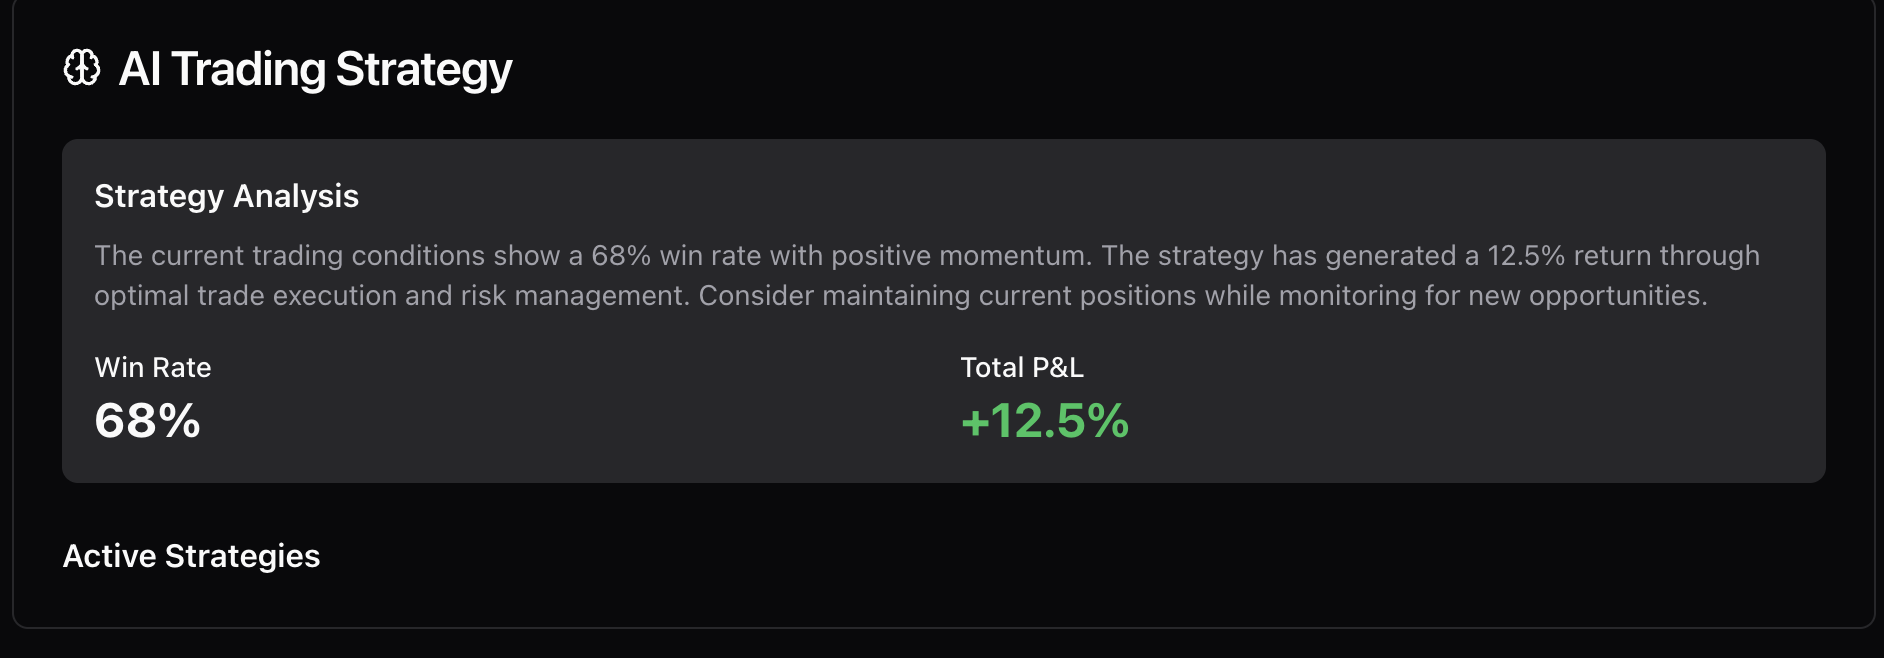 AI Trading Strategy
Strategy Analysis
The current trading conditions show a 68% win rate with positive momentum. The strategy has generated a 12.5% return through
optimal trade execution and risk management. Consider maintaining current positions while monitoring for new opportunities.
Win Rate
Total P&L
68%
+12.5%
Active Strategies